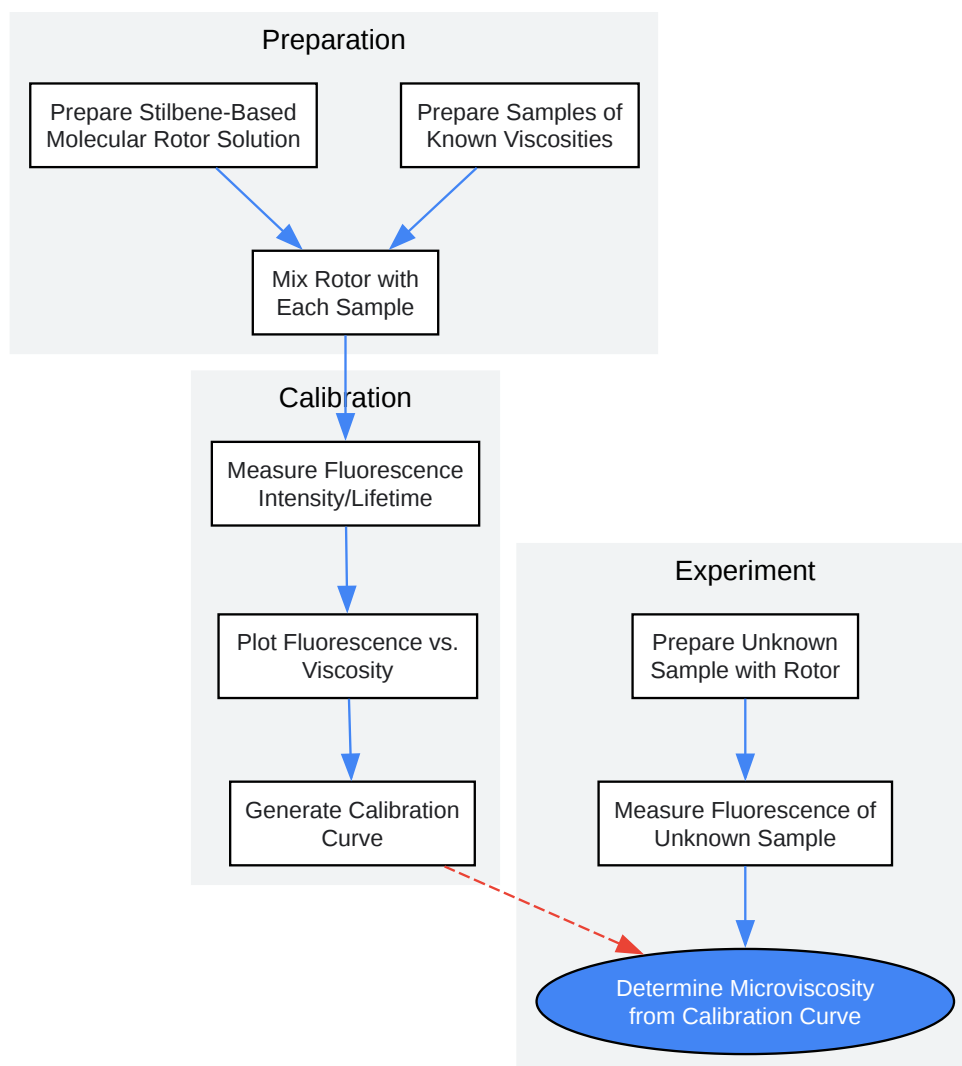 Preparation
Prepare Stilbene-Based
Molecular Rotor Solution
Prepare Samples of
Known Viscosities
Mix Rotor with
Each Sample
Calibration
Measure Fluorescence
Intensity/Lifetime
Plot Fluorescence vs.
Viscosity
Generate Calibration
Curve
Experiment
Prepare Unknown
Sample with Rotor
Measure Fluorescence of
Unknown Sample
Determine Microviscosity
from Calibration Curve